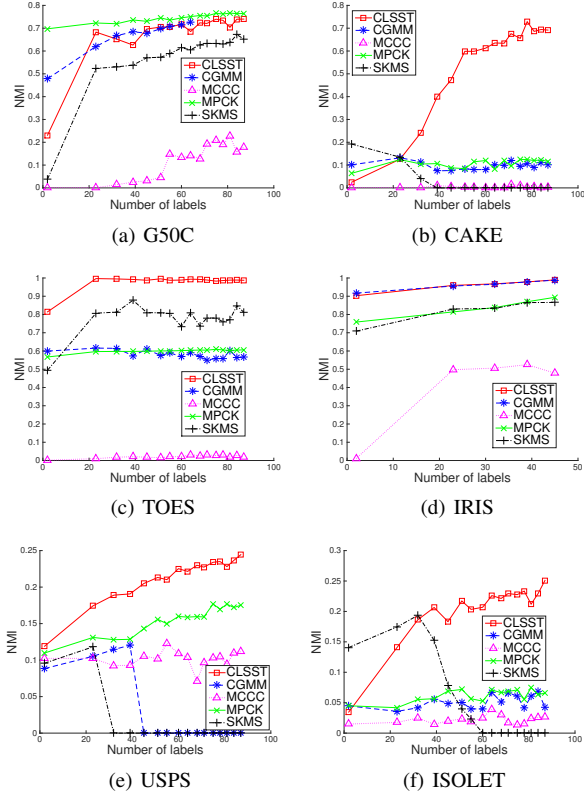 0.8
0.7
0.6
0.5
0.4
0.3
0.2
0.1
0
NMI
0 20 40 60 80 100
Number of labels
CLSST
CGMM
MCCC
MPCK
SKMS
(a) G50C
0.8
0.7
0.6
0.5
0.4
0.3
0.2
0.1
0
NMI
0 20 40 60 80 100
Number of labels
CLSST
CGMM
MCCC
MPCK
SKMS
(b) CAKE
1
0.9
0.8
0.7
0.6
0.5
0.4
0.3
0.2
0.1
0
NMI
0 20 40 60 80 100
Number of labels
CLSST
CGMM
MCCC
MPCK
SKMS
(c) TOES
1
0.9
0.8
0.7
0.6
0.5
0.4
0.3
0.2
0.1
0
NMI
0 10 20 30 40 50
Number of labels
CLSST
CGMM
MCCC
MPCK
SKMS
(d) IRIS
0.25
0.2
0.15
0.1
0.05
0
NMI
0 20 40 60 80 100
Number of labels
CLSST
CGMM
MCCC
MPCK
SKMS
(e) USPS
0.3
0.25
0.2
0.15
0.1
0.05
0
NMI
0 20 40 60 80 100
Number of labels
CLSST
CGMM
MCCC
MPCK
SKMS
(f) ISOLET